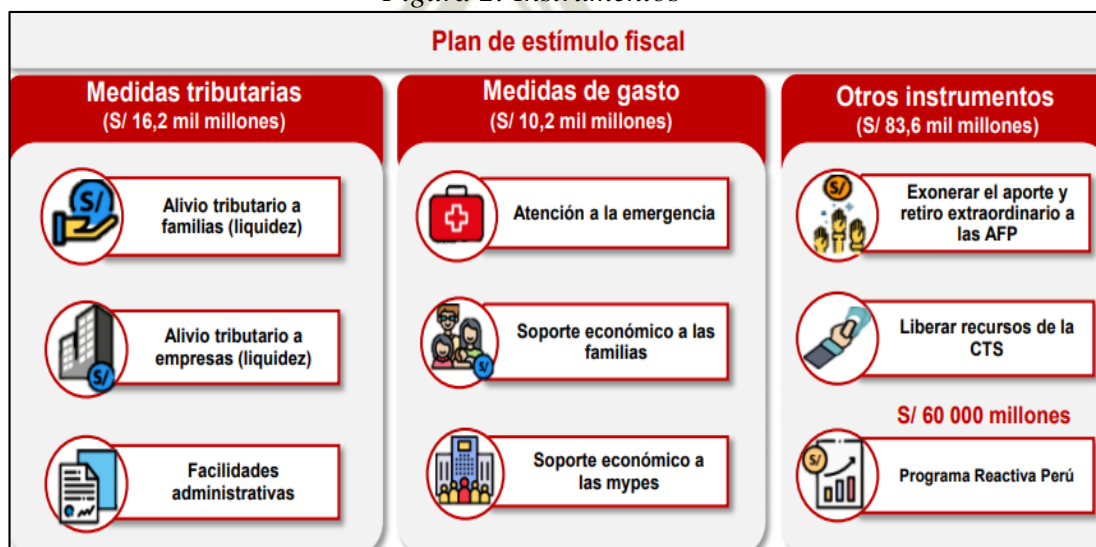 Figura 2. Instrumentos
Plan de estímulo fiscal
Medidas tributarias
(S/ 16,2 mil millones)
S/
Alivio tributario a
familias (liquidez)
Alivio tributario a
empresas (liquidez)
S/
Facilidades
administrativas
Medidas de gasto
(S/ 10,2 mil millones)
Atención a la emergencia
Soporte económico a las
familias
S/
Soporte económico a
las mypes
Otros instrumentos
(S/ 83,6 mil millones)
S/
Exonerar el aporte y
retiro extraordinario a
las AFP
Liberar recursos de la
CTS
S/ 60 000 millones
S/
Programa Reactiva Perú